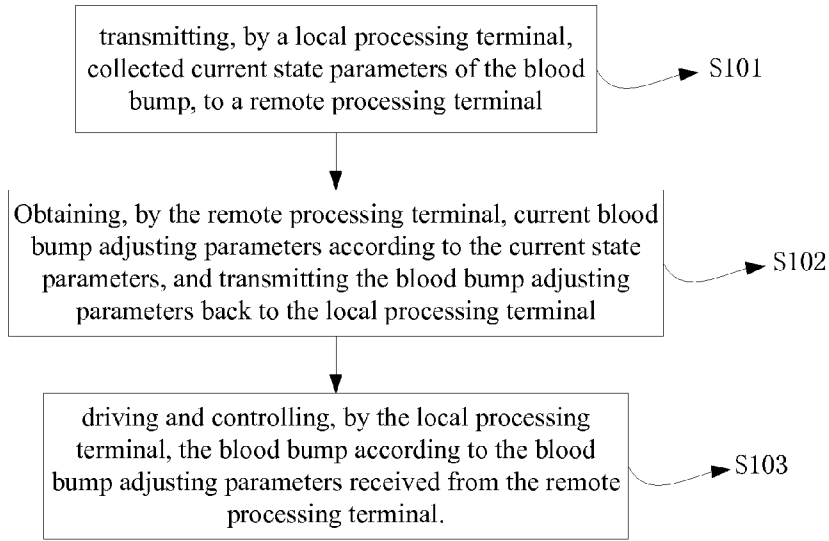 transmitting, by a local processing terminal,
collected current state parameters of the blood
bump, to a remote processing terminal
S101
Obtaining, by the remote processing terminal, current blood
bump adjusting parameters according to the current state
parameters, and transmitting the blood bump adjusting
parameters back to the local processing terminal
S102
driving and controlling, by the local processing
terminal, the blood bump according to the blood
bump adjusting parameters received from the remote
processing terminal.
S103